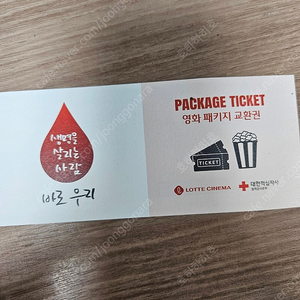 생명을
살리는
사람
바로 우리
PACKAGE TICKET
영화 패키지 교환권
TICKET
LOTTE CINEMA
대한적십자사